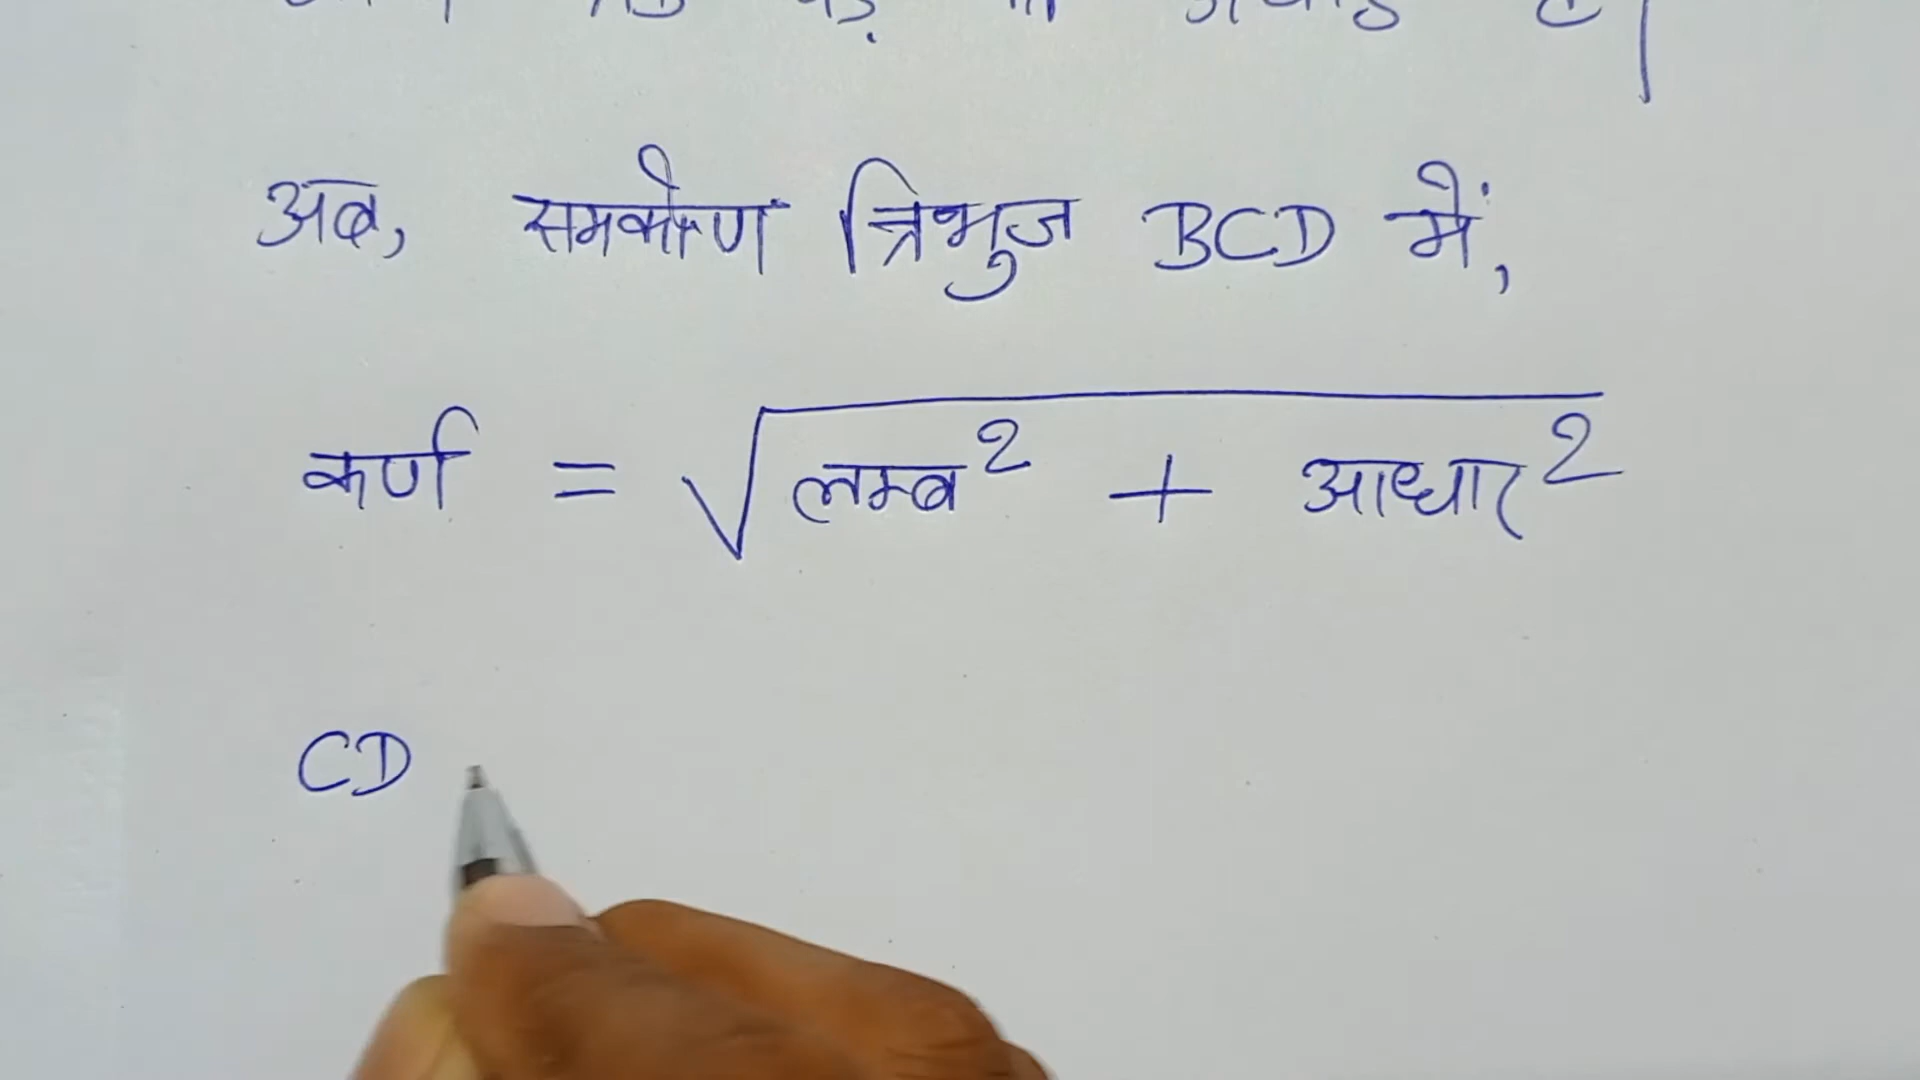 अब, समकोण त्रिभुज BCD में,
कर्ण = √लम्ब² + आधार²
CD